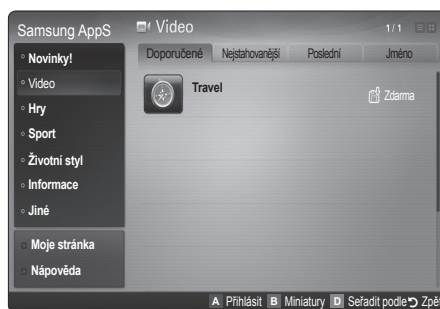 Samsung AppS
Video
1/1
Novinky!
Video
Hry
Sport
Životní styl
Informace
Jiné
Moje stránka
Nápověda
Doporučené Nejstahovanější Poslední Jméno
Travel
Zdarma
A Přihlásit B Miniatury D Seřadit podle Zpět